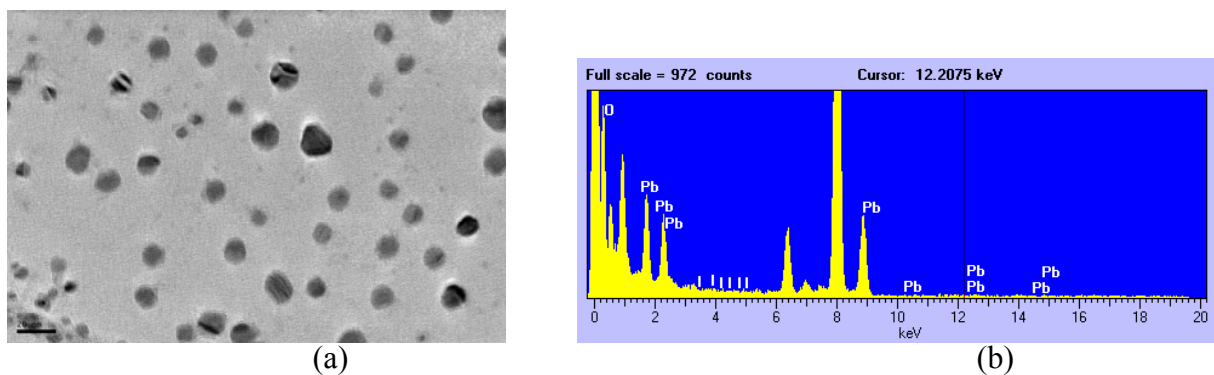 Full scale = 972 counts Cursor: 12.2075 keV
O
Pb
Pb
Pb
Pb
I I I I I
Pb
Pb
Pb
Pb
Pb
0 2 4 6 8 10 12 14 16 18 20
keV
(a) (b)